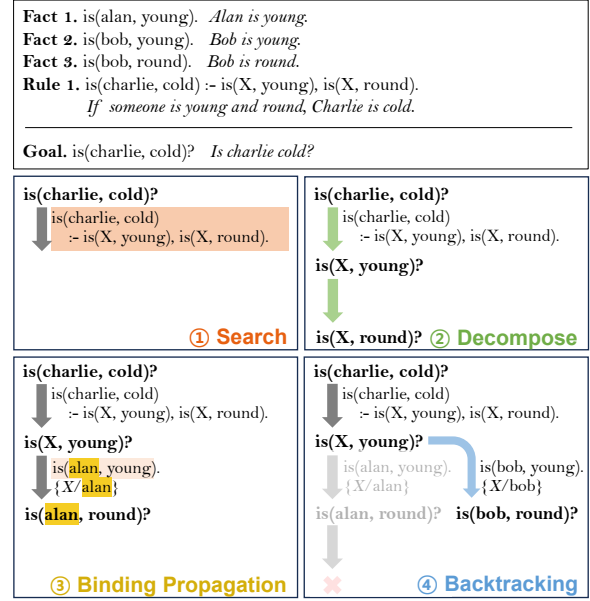 Fact 1. is(alan, young). Alan is young.
Fact 2. is(bob, young). Bob is young.
Fact 3. is(bob, round). Bob is round.
Rule 1. is(charlie, cold) :- is(X, young), is(X, round).
If someone is young and round, Charlie is cold.
Goal. is(charlie, cold)? Is charlie cold?
is(charlie, cold)?
is(charlie, cold)
:- is(X, young), is(X, round).
① Search
is(charlie, cold)?
is(charlie, cold)
:- is(X, young), is(X, round).
is(X, young)?
is(X, round)?
② Decompose
is(charlie, cold)?
is(charlie, cold)
:- is(X, young), is(X, round).
is(X, young)?
is(alan, young).
{X/alan}
is(alan, round)?
③ Binding Propagation
is(charlie, cold)?
is(charlie, cold)
:- is(X, young), is(X, round).
is(X, young)?
is(alan, young). is(bob, young).
{X/alan} {X/bob}
is(alan, round)? is(bob, round)?
④ Backtracking